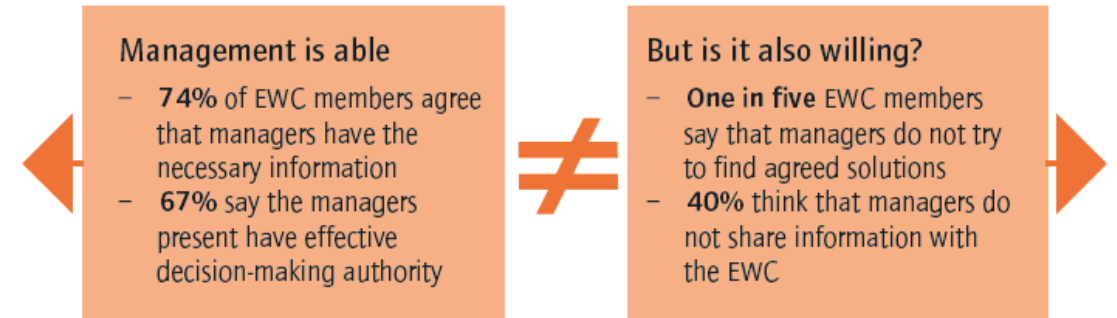 Management is able
– 74% of EWC members agree
that managers have the
necessary information
– 67% say the managers
present have effective
decision-making authority
≠
But is it also willing?
– One in five EWC members
say that managers do not try
to find agreed solutions
– 40% think that managers do
not share information with
the EWC